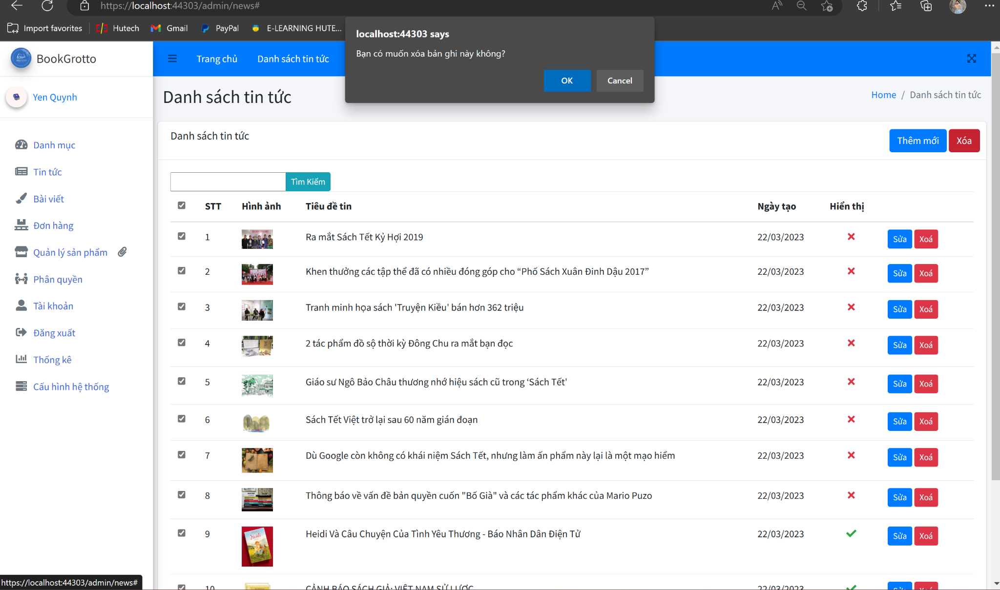 https://localhost:44303/admin/news#
Import favorites
Hutech
Gmail
PayPal
E-LEARNING HUTE...
localhost:44303 says
Bạn có muốn xóa bản ghi này không?
OK Cancel
BookGrotto
Trang chủ Danh sách tin tức
Yen Quynh
Danh sách tin tức
Home / Danh sách tin tức
Danh mục
Tin tức
Bài viết
Đơn hàng
Quản lý sản phẩm
Phân quyền
Tài khoản
Đăng xuất
Thống kê
Cấu hình hệ thống
Danh sách tin tức
Thêm mới Xóa
Tìm Kiếm
STT Hình ảnh Tiêu đề tin Ngày tạo Hiển thị
1 Ra mắt Sách Tết Kỷ Hợi 2019 22/03/2023 Sửa Xoá
2 Khen thưởng các tập thể đã có nhiều đóng góp cho “Phố Sách Xuân Đinh Dậu 2017” 22/03/2023 Sửa Xoá
3 Tranh minh họa sách 'Truyện Kiều' bán hơn 362 triệu 22/03/2023 Sửa Xoá
4 2 tác phẩm đồ sộ thời kỳ Đông Chu ra mắt bạn đọc 22/03/2023 Sửa Xoá
5 Giáo sư Ngô Bảo Châu thương nhớ hiệu sách cũ trong ‘Sách Tết' 22/03/2023 Sửa Xoá
6 Sách Tết Việt trở lại sau 60 năm gián đoạn 22/03/2023 Sửa Xoá
7 Dù Google còn không có khái niệm Sách Tết, nhưng làm ấn phẩm này lại là một mạo hiểm 22/03/2023 Sửa Xoá
8 Thông báo về vấn đề bản quyền cuốn "Bố Già" và các tác phẩm khác của Mario Puzo 22/03/2023 Sửa Xoá
9 Heidi Và Câu Chuyện Của Tình Yêu Thương - Báo Nhân Dân Điện Tử 22/03/2023 Sửa Xoá
10 CẢNH BÁO SÁCH GIẢ: VIỆT NAM SỬ LƯỢC 22/03/2023 Sửa Xoá
https://localhost:44303/admin/news#